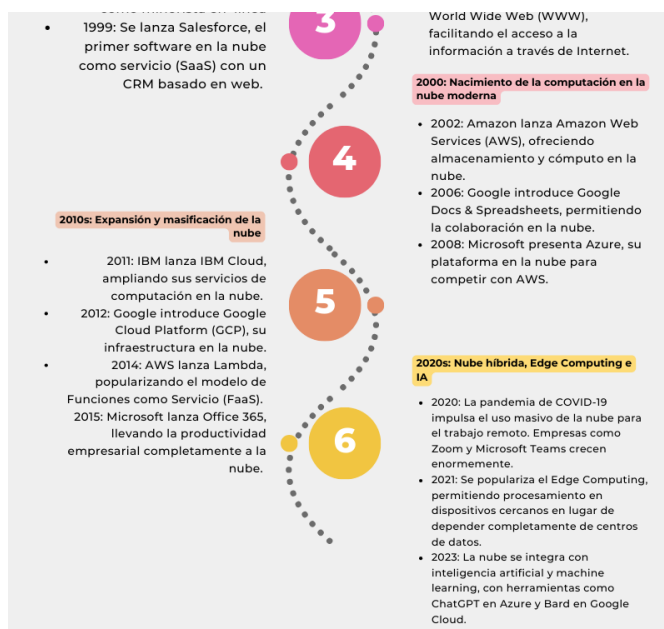 1999: Se lanza Salesforce, el
primer software en la nube
como servicio (SaaS) con un
CRM basado en web.
3
World Wide Web (WWW),
facilitando el acceso a la
información a través de Internet.
2000: Nacimiento de la computación en la
nube moderna
• 2002: Amazon lanza Amazon Web
Services (AWS), ofreciendo
almacenamiento y cómputo en la
nube.
• 2006: Google introduce Google
Docs & Spreadsheets, permitiendo
la colaboración en la nube.
• 2008: Microsoft presenta Azure, su
plataforma en la nube para
competir con AWS.
4
2010s: Expansión y masificación de la
nube
• 2011: IBM lanza IBM Cloud,
ampliando sus servicios de
computación en la nube.
• 2012: Google introduce Google
Cloud Platform (GCP), su
infraestructura en la nube.
• 2014: AWS lanza Lambda,
popularizando el modelo de
Funciones como Servicio (FaaS).
2015: Microsoft lanza Office 365,
llevando la productividad
empresarial completamente a la
nube.
5
2020s: Nube híbrida, Edge Computing e
IA
• 2020: La pandemia de COVID-19
impulsa el uso masivo de la nube para
el trabajo remoto. Empresas como
Zoom y Microsoft Teams crecen
enormemente.
• 2021: Se populariza el Edge Computing,
permitiendo procesamiento en
dispositivos cercanos en lugar de
depender completamente de centros
de datos.
• 2023: La nube se integra con
inteligencia artificial y machine
learning, con herramientas como
ChatGPT en Azure y Bard en Google
Cloud.
6